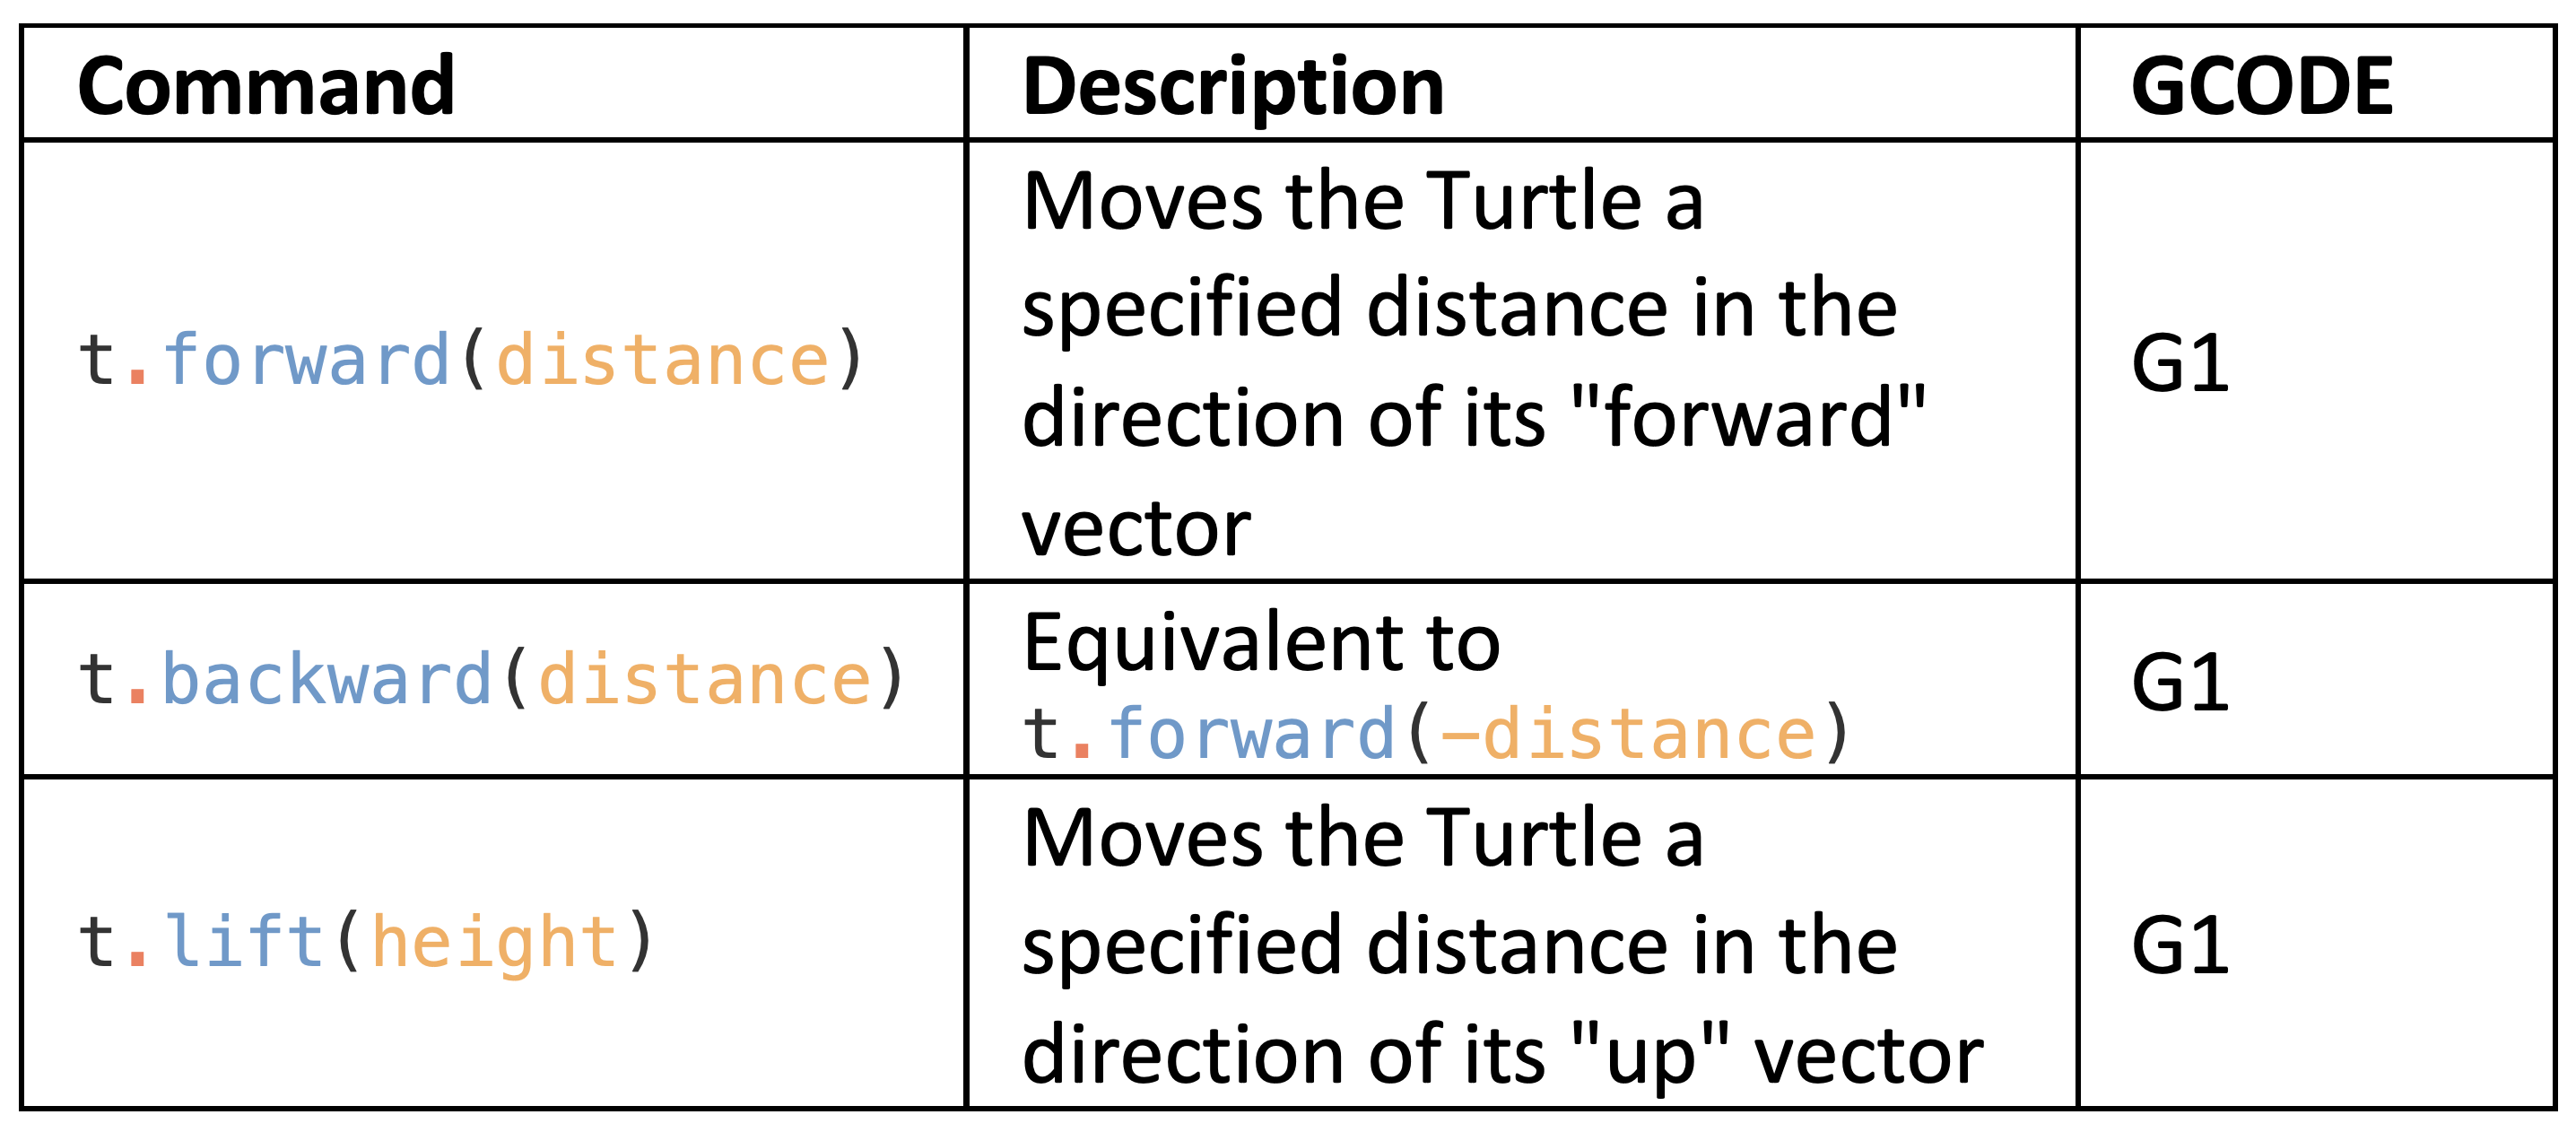 Command Description GCODE
t.forward(distance) Moves the Turtle a
specified distance in the
direction of its "forward"
vector G1
t.backward(distance) Equivalent to
t.forward(-distance) G1
t.lift(height) Moves the Turtle a
specified distance in the
direction of its "up" vector G1